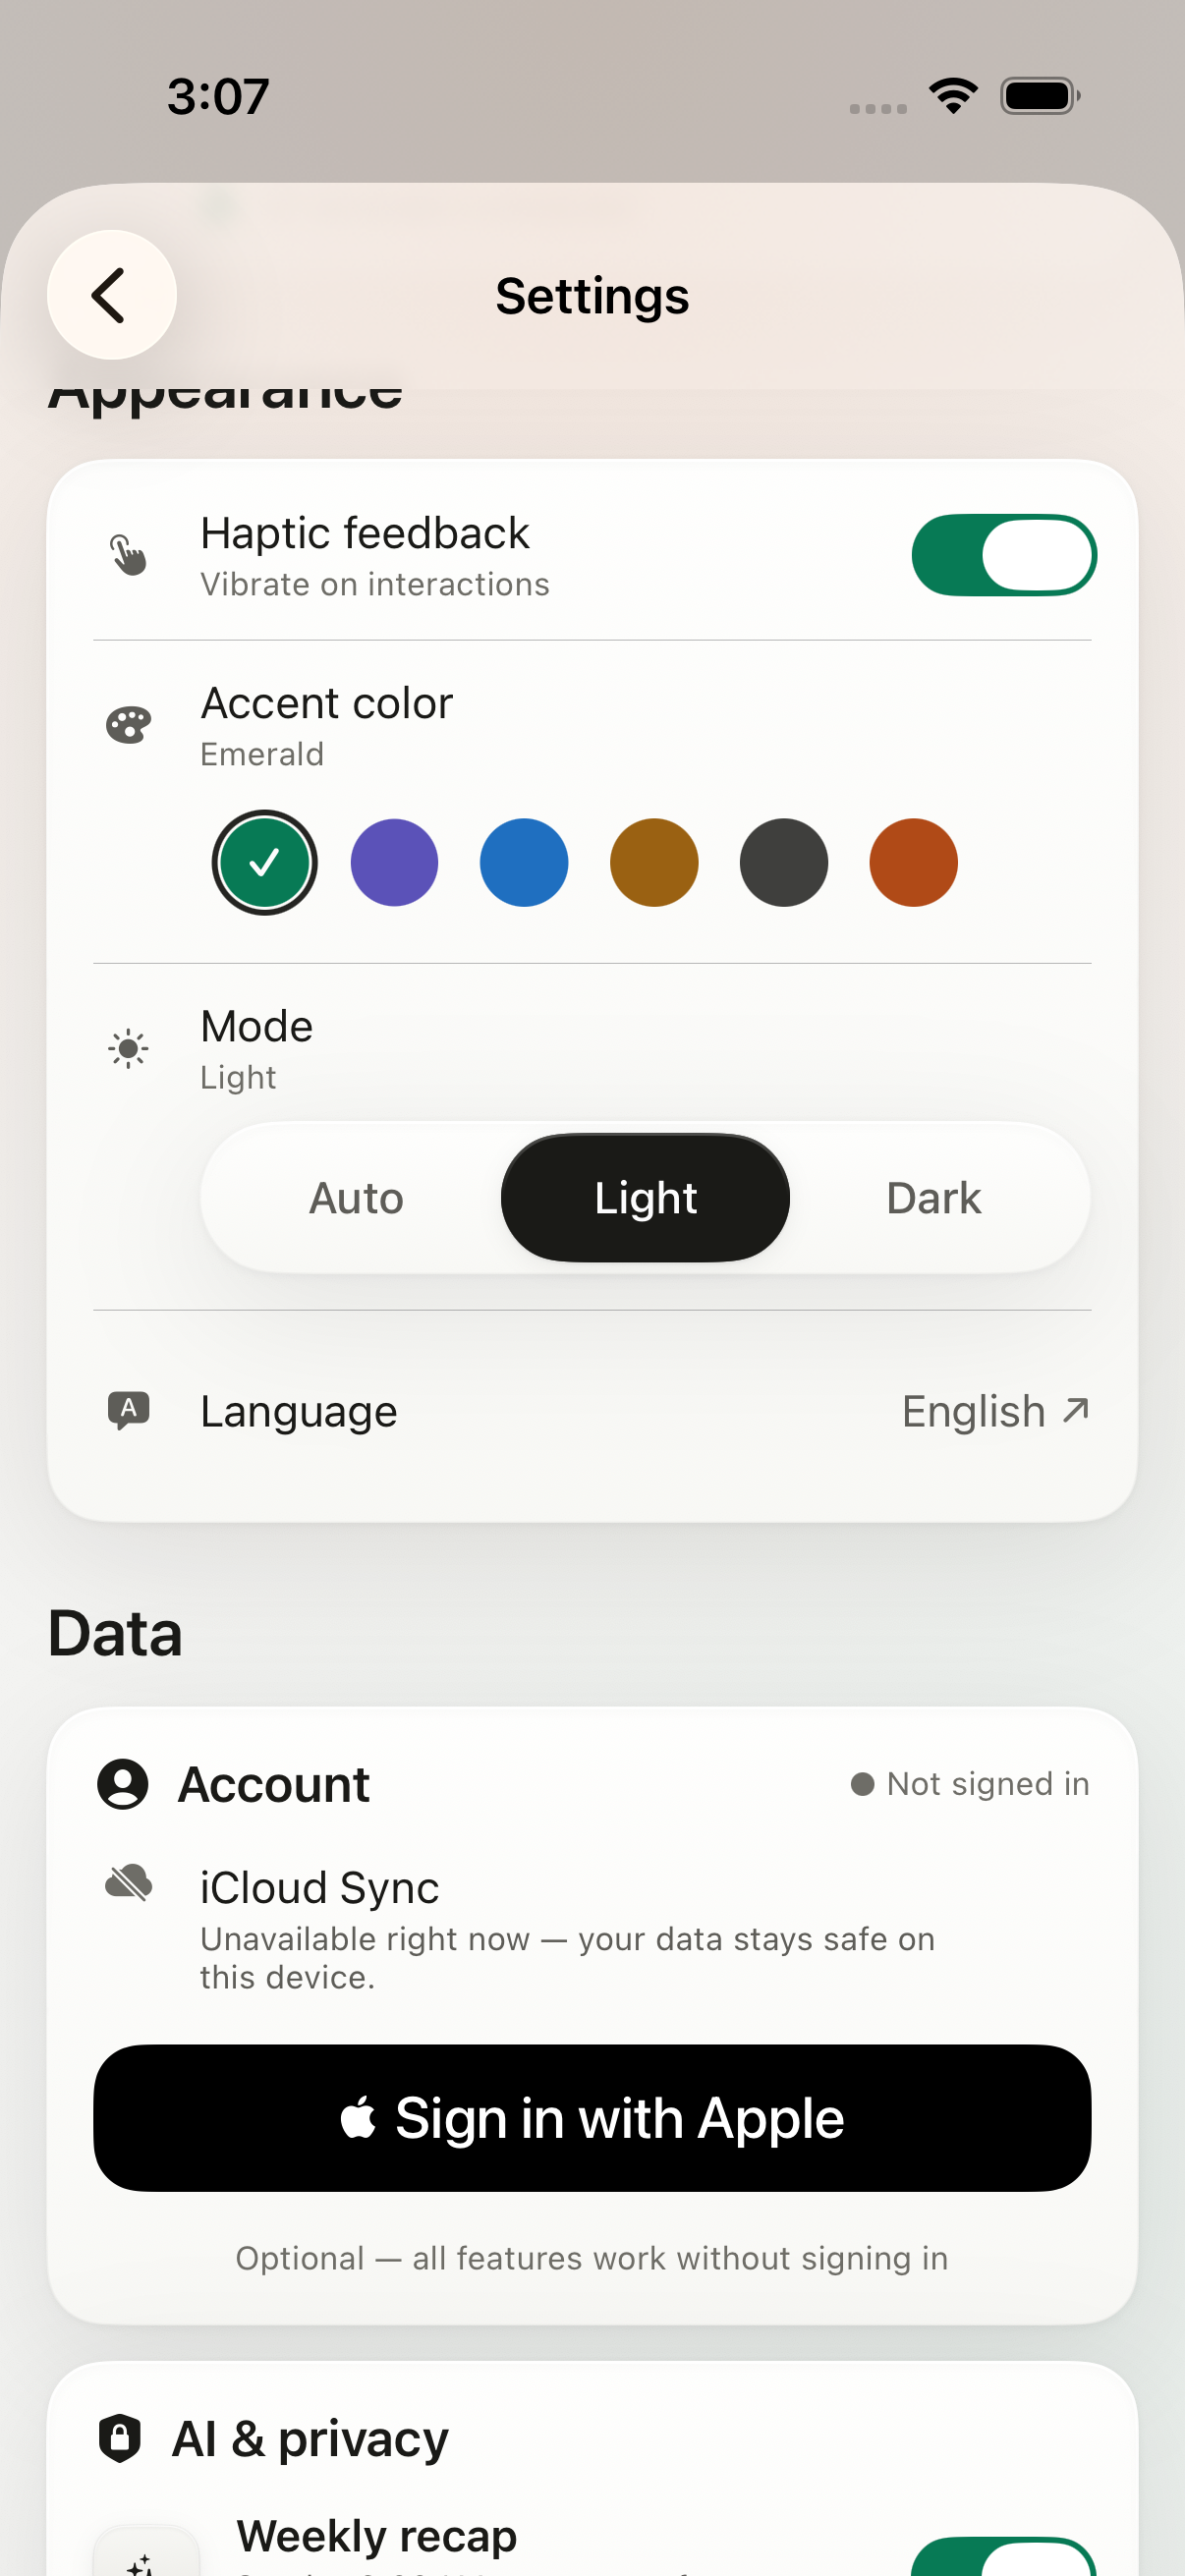 3:07
Settings
Appearance
Haptic feedback
Vibrate on interactions
Accent color
Emerald
Mode
Light
Auto Light Dark
A
Language English
Data
Account Not signed in
iCloud Sync
Unavailable right now — your data stays safe on
this device.
Sign in with Apple
Optional — all features work without signing in
AI & privacy
Weekly recap